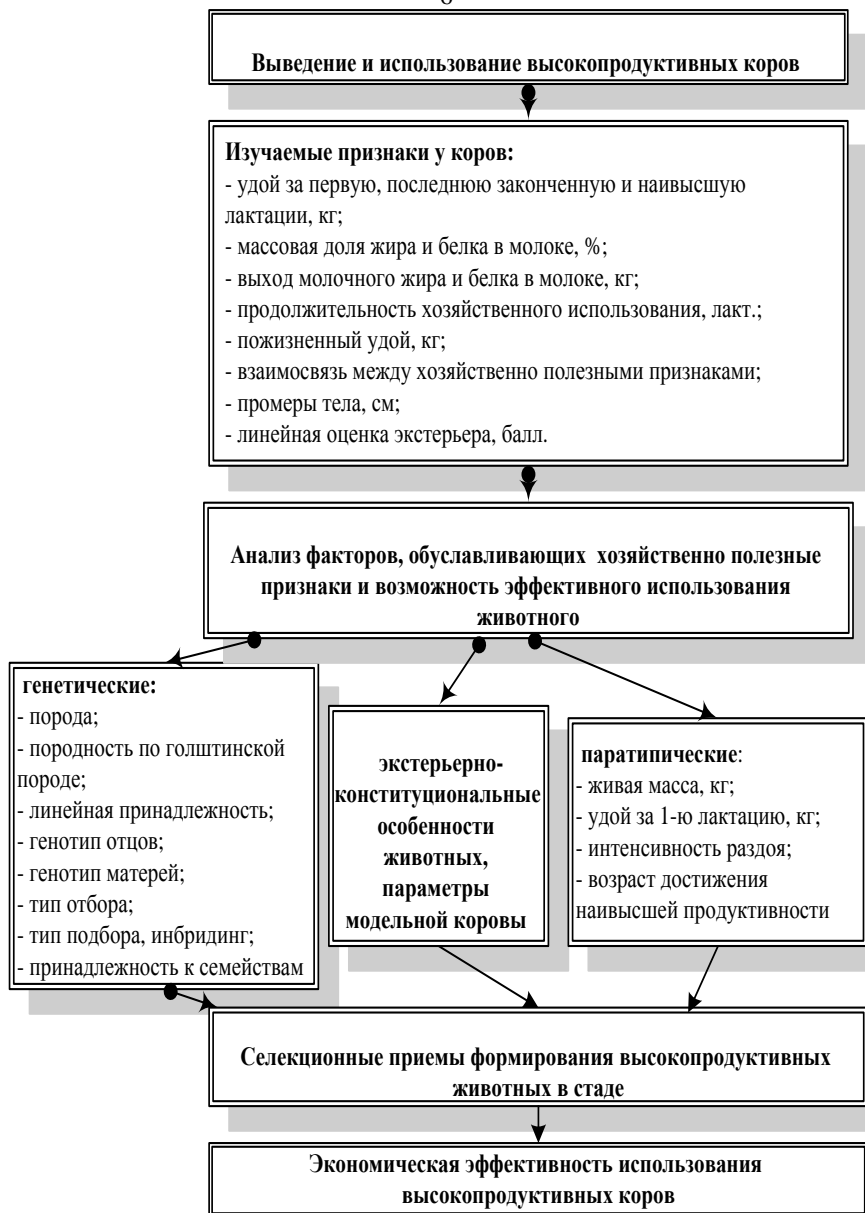 Выведение и использование высокопродуктивных коров
Изучаемые признаки у коров:
- удой за первую, последнюю законченную и наивысшую
лактации, кг;
- массовая доля жира и белка в молоке, %;
- выход молочного жира и белка в молоке, кг;
- продолжительность хозяйственного использования, лакт.;
- пожизненный удой, кг;
- взаимосвязь между хозяйственно полезными признаками;
- промеры тела, см;
- линейная оценка экстерьера, балл.
Анализ факторов, обуславливающих хозяйственно полезные
признаки и возможность эффективного использования
животного
генетические:
- порода;
- породность по голштинской
породе;
- линейная принадлежность;
- генотип отцов;
- генотип матерей;
- тип отбора;
- тип подбора, инбридинг;
- принадлежность к семействам
экстерьерно-
конституциональные
особенности
животных,
параметры
модельной коровы
паратипические:
- живая масса, кг;
- удой за 1-ю лактацию, кг;
- интенсивность раздоя;
- возраст достижения
наивысшей продуктивности
Селекционные приемы формирования высокопродуктивных
животных в стаде
Экономическая эффективность использования
высокопродуктивных коров